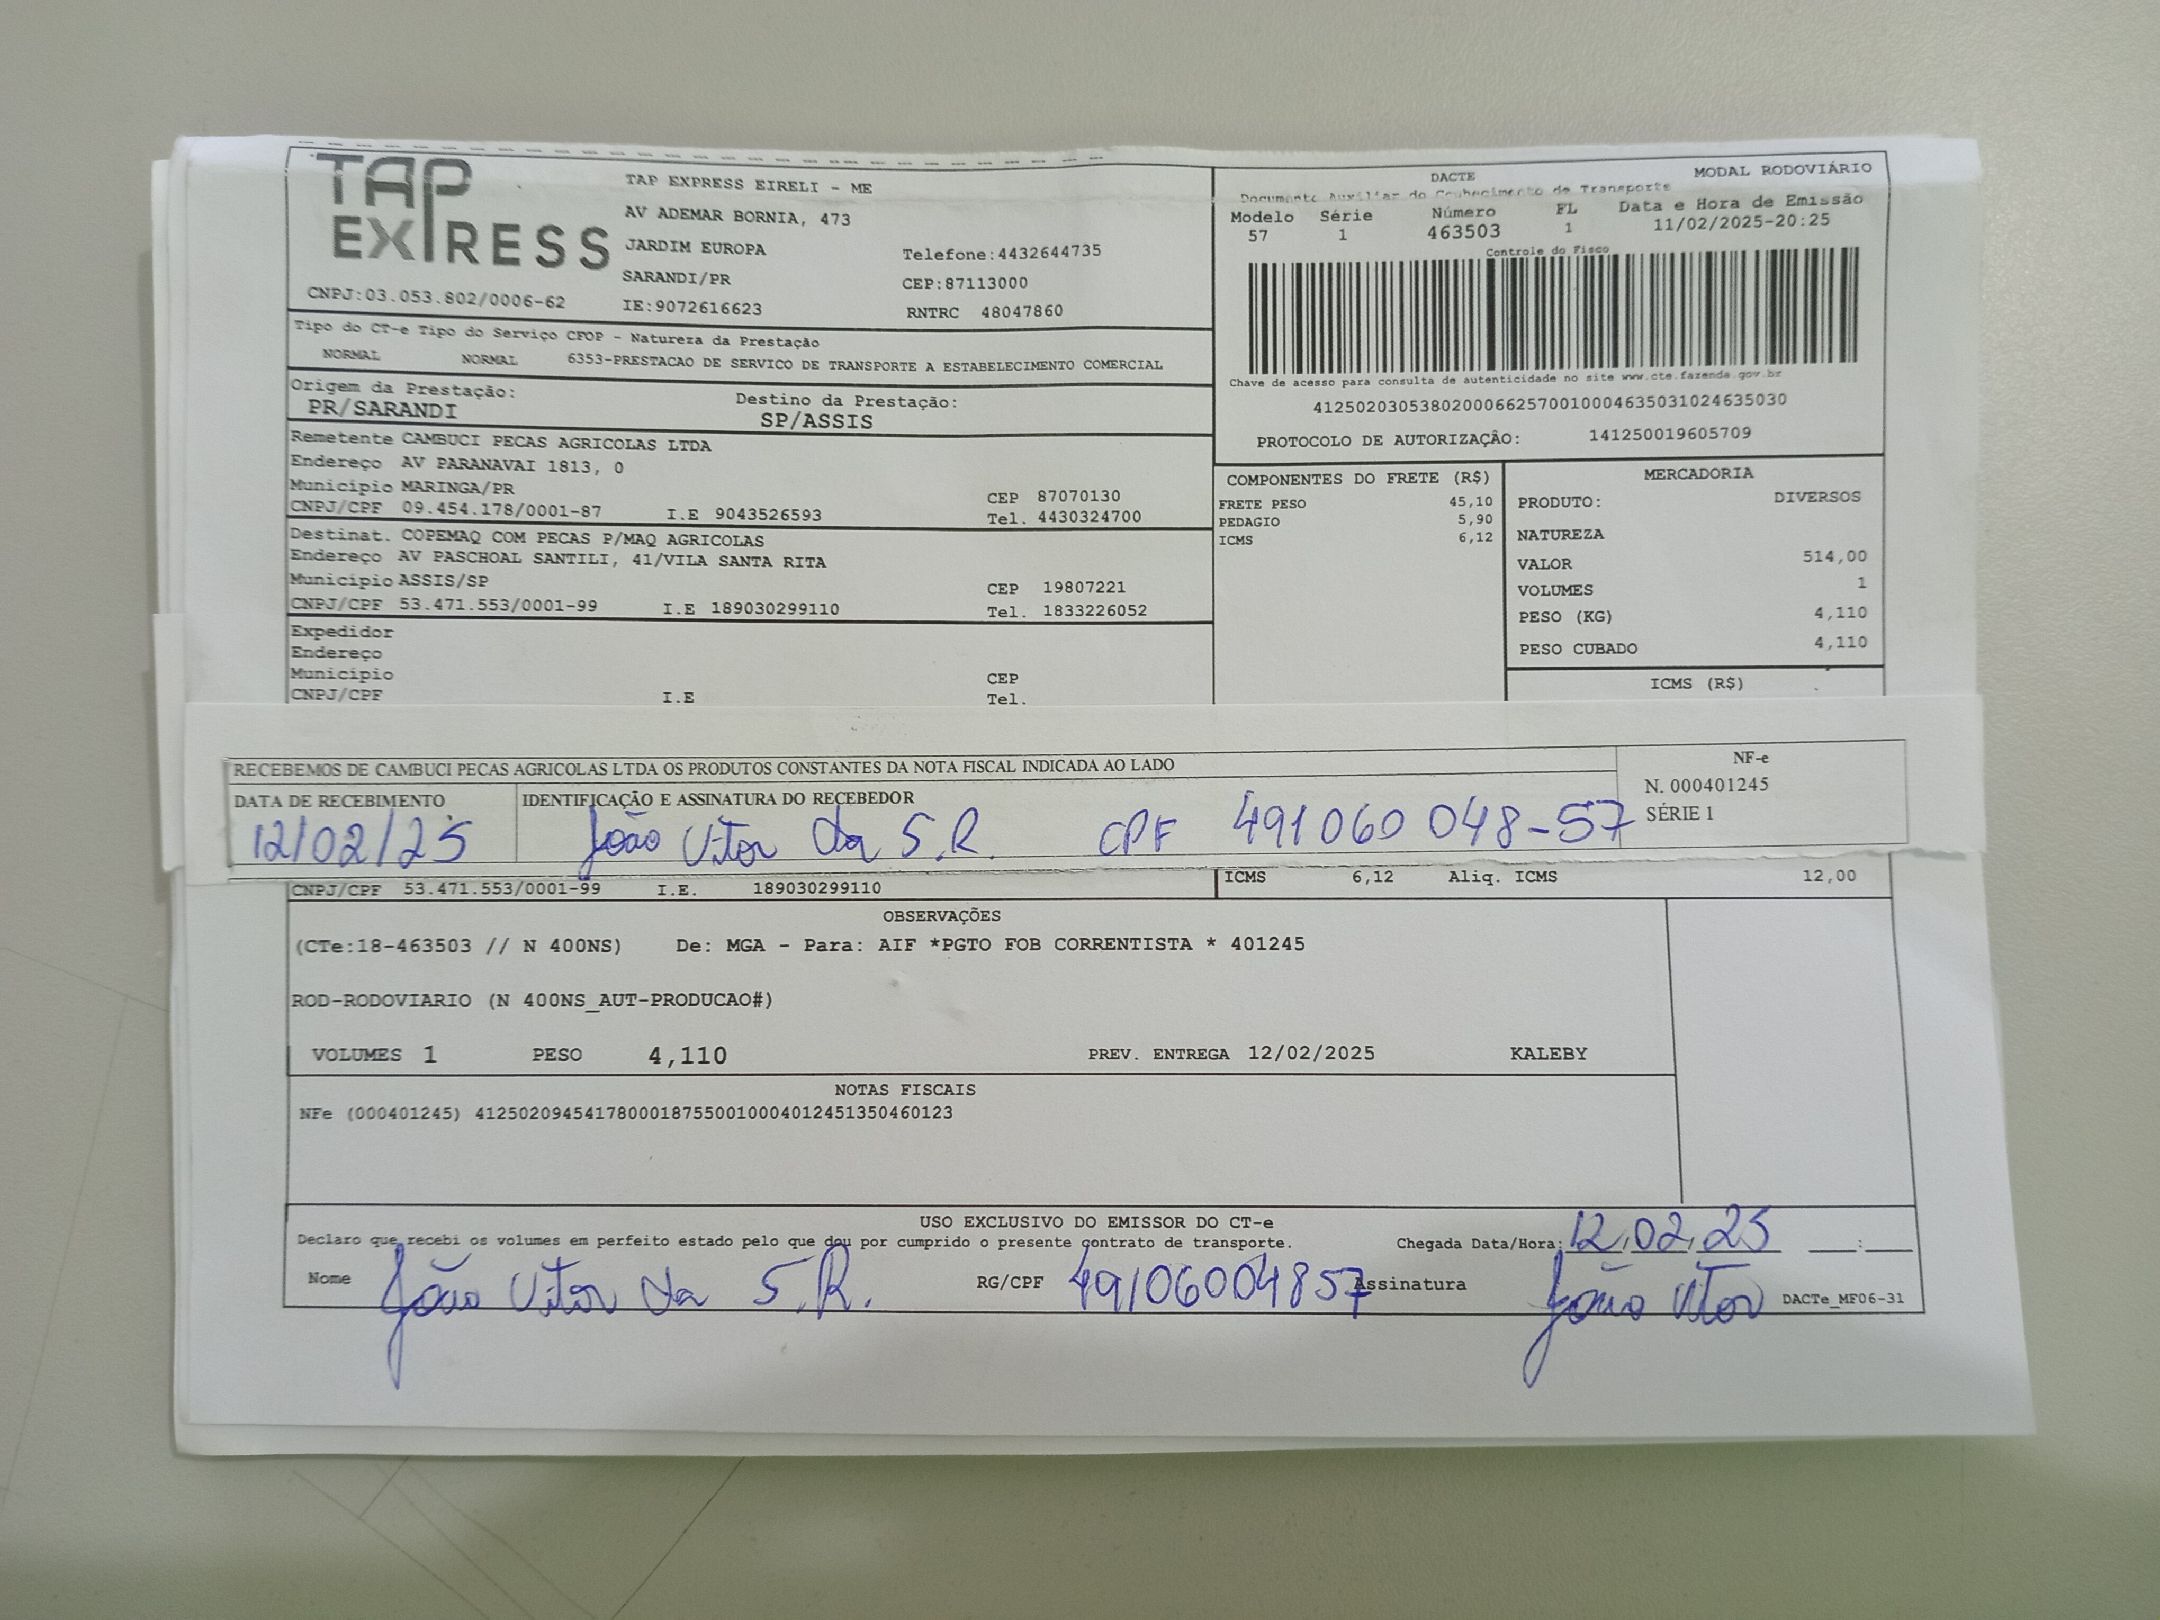 TAP
EXPRESS
CNPJ:03.053.802/0006-62
TAP EXPRESS EIRELI - ME
AV ADEMAR BORNIA, 473
JARDIM EUROPA
SARANDI/PR
IE:9072616623
Telefone:4432644735
CEP:87113000
RNTRC 48047860
DACTE
MODAL RODOVIÁRIO
Documento Auxiliar do Conhecimento de Transporte
Modelo Série Número FL Data e Hora de Emissão
57 1 463503 1 11/02/2025-20:25
Controle do Fisco
Chave de acesso para consulta de autenticidade no site www.cte.fazenda.gov.br
41250203053802000662570010004635031024635030
PROTOCOLO DE AUTORIZAÇÃO: 141250019605709
Tipo do CT-e Tipo do Serviço CFOP - Natureza da Prestação
NORMAL NORMAL 6353-PRESTACAO DE SERVICO DE TRANSPORTE A ESTABELECIMENTO COMERCIAL
Origem da Prestação: Destino da Prestação:
PR/SARANDI SP/ASSIS
Remetente CAMBUCI PECAS AGRICOLAS LTDA
Endereço AV PARANAVAI 1813, 0
Município MARINGA/PR CEP 87070130
CNPJ/CPF 09.454.178/0001-87 I.E 9043526593 Tel. 4430324700
Destinat. COPEMAQ COM PECAS P/MAQ AGRICOLAS
Endereço AV PASCHOAL SANTILI, 41/VILA SANTA RITA
Município ASSIS/SP CEP 19807221
CNPJ/CPF 53.471.553/0001-99 I.E 189030299110 Tel. 1833226052
Expedidor
Endereço
Município CEP
CNPJ/CPF I.E Tel.
COMPONENTES DO FRETE (R$)
FRETE PESO 45,10
PEDAGIO 5,90
ICMS 6,12
MERCADORIA
PRODUTO: DIVERSOS
NATUREZA
VALOR 514,00
VOLUMES 1
PESO (KG) 4,110
PESO CUBADO 4,110
ICMS (R$)
RECEBEMOS DE CAMBUCI PECAS AGRICOLAS LTDA OS PRODUTOS CONSTANTES DA NOTA FISCAL INDICADA AO LADO
NF-e
N. 000401245
SÉRIE 1
DATA DE RECEBIMENTO IDENTIFICAÇÃO E ASSINATURA DO RECEBEDOR
12/02/25 João Vitor da S.R. CPF 491060 048-57
CNPJ/CPF 53.471.553/0001-99 I.E. 189030299110 ICMS 6,12 Aliq. ICMS 12,00
OBSERVAÇÕES
(CTe:18-463503 // N 400NS) De: MGA - Para: AIF *PGTO FOB CORRENTISTA * 401245
ROD-RODOVIARIO (N 400NS_AUT-PRODUCAO#)
VOLUMES 1 PESO 4,110 PREV. ENTREGA 12/02/2025 KALEBY
NOTAS FISCAIS
NFe (000401245) 41250209454178000187550010004012451350460123
USO EXCLUSIVO DO EMISSOR DO CT-e
Declaro que recebi os volumes em perfeito estado pelo que dou por cumprido o presente contrato de transporte. Chegada Data/Hora: 12,02,25 :
Nome João Vitor da S.R. RG/CPF 49106004857 Assinatura João Vitor DACTe_MF06-31